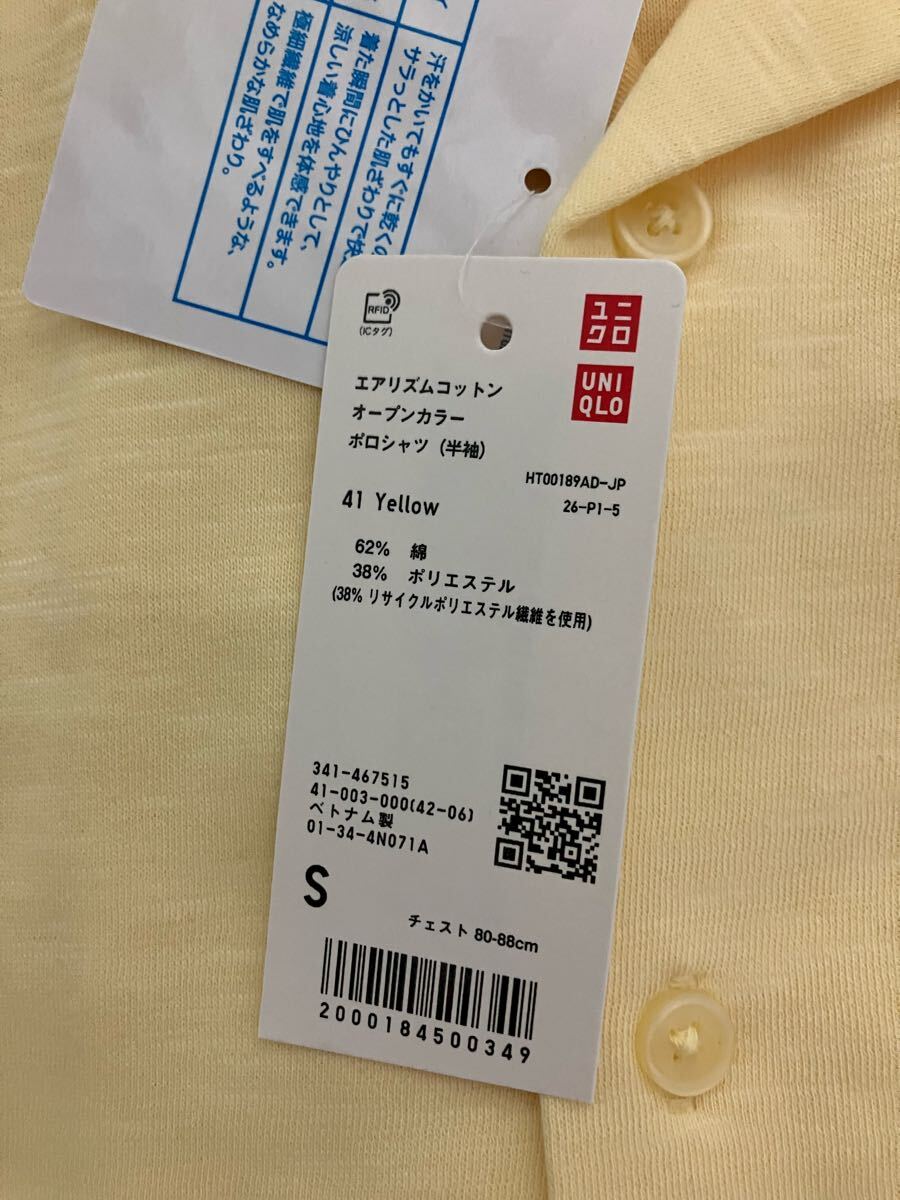 汗をかいてもすぐに乾くの
サラっとした肌ざわりで快
着た瞬間にひんやりとして、
涼しい着心地を体感できます。
極細繊維で肌をすべるような、
なめらかな肌ざわり。
RFID
(ICタグ)
ユニ
クロ
UNI
QLO
エアリズムコットン
オープンカラー
ポロシャツ (半袖)
HT00189AD-JP
41 Yellow
26-P1-5
62% 綿
38% ポリエステル
(38% リサイクルポリエステル繊維を使用)
341-467515
41-003-000(42-06)
ベトナム製
01-34-4N071A
S
チェスト 80-88cm
2000184500349